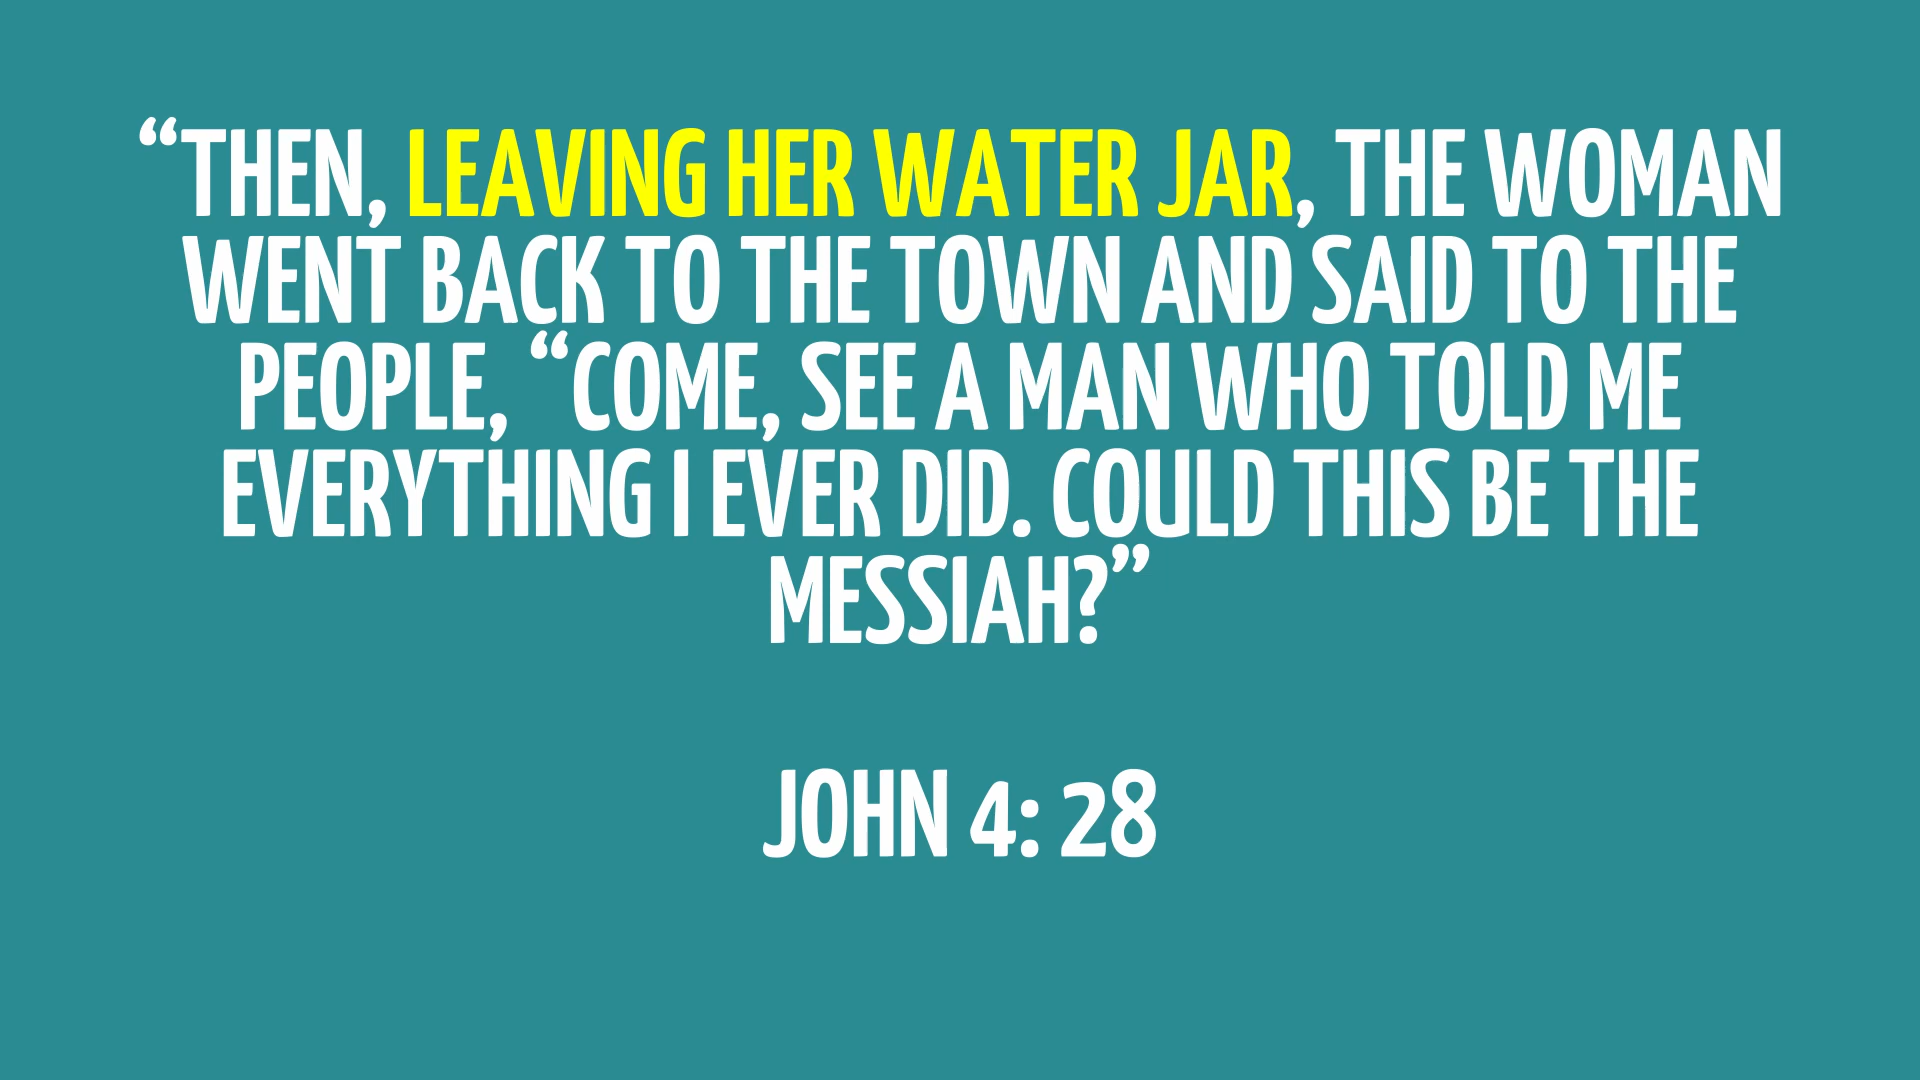 “THEN, LEAVING HER WATER JAR, THE WOMAN
WENT BACK TO THE TOWN AND SAID TO THE
PEOPLE, “COME, SEE A MAN WHO TOLD ME
EVERYTHING I EVER DID. COULD THIS BE THE
MESSIAH?”
JOHN 4: 28